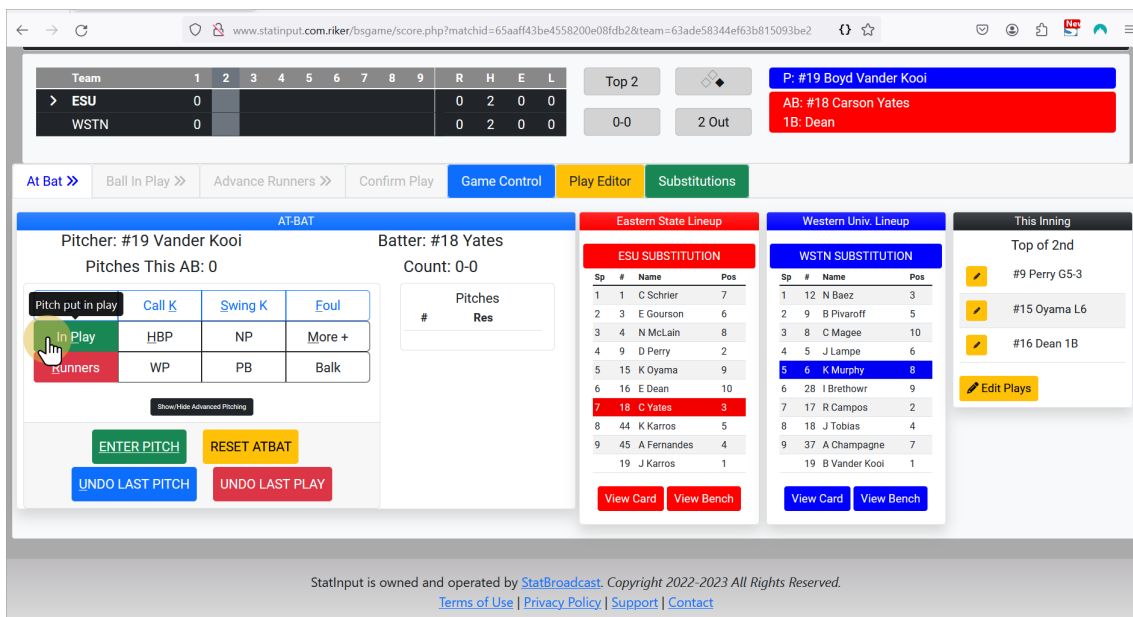 www.statinput.com.riker/bsgame/score.php?matchid=65aaff43be4558200e08fdb2&team=63ade58344ef63b815093be2
New
Team 1 2 3 4 5 6 7 8 9 R H E L
ESU 0 0 2 0 0
WSTN 0 0 2 0 0
Top 2
0-0 2 Out
P: #19 Boyd Vander Kooi
AB: #18 Carson Yates
1B: Dean
At Bat Ball In Play Advance Runners Confirm Play Game Control Play Editor Substitutions
AT-BAT
Pitcher: #19 Vander Kooi Batter: #18 Yates
Pitches This AB: 0 Count: 0-0
Pitch put in play
Call K Swing K Foul
In Play HBP NP More +
Runners WP PB Balk
Show/Hide Advanced Pitching
ENTER PITCH RESET ATBAT
UNDO LAST PITCH UNDO LAST PLAY
Pitches
# Res
Eastern State Lineup
ESU SUBSTITUTION
Sp # Name Pos
1 1 C Schrier 7
2 3 E Gourson 6
3 4 N McLain 8
4 9 D Perry 2
5 15 K Oyama 9
6 16 E Dean 10
7 18 C Yates 3
8 44 K Karros 5
9 45 A Fernandes 4
19 J Karros 1
View Card View Bench
Western Univ. Lineup
WSTN SUBSTITUTION
Sp # Name Pos
1 12 N Baez 3
2 9 B Pivaroff 5
3 8 C Magee 10
4 5 J Lampe 6
5 6 K Murphy 8
6 28 I Brethowr 9
7 17 R Campos 2
8 18 J Tobias 4
9 37 A Champagne 7
19 B Vander Kooi 1
View Card View Bench
This Inning
Top of 2nd
#9 Perry G5-3
#15 Oyama L6
#16 Dean 1B
Edit Plays
StatInput is owned and operated by StatBroadcast. Copyright 2022-2023 All Rights Reserved.
Terms of Use | Privacy Policy | Support | Contact